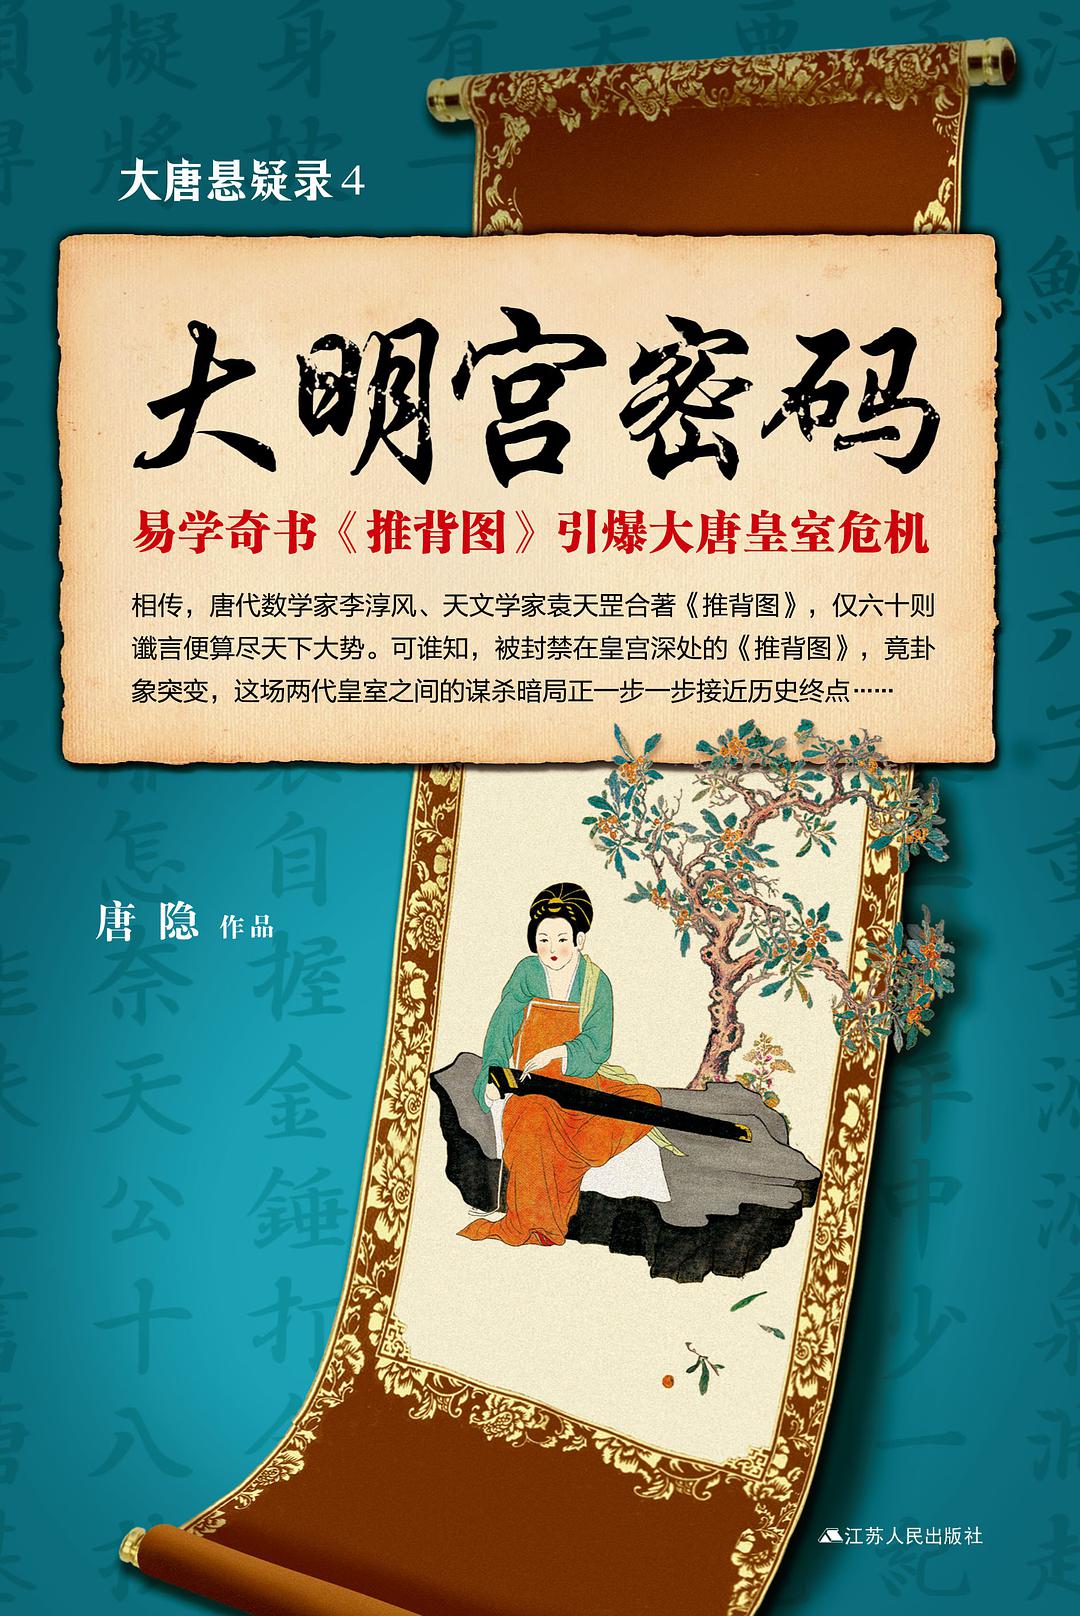 大唐悬疑录4
大明宫密码
易学奇书《推背图》引爆大唐皇室危机
相传，唐代数学家李淳风、天文学家袁天罡合著《推背图》，仅六十则
谶言便算尽天下大势。可谁知，被封禁在皇宫深处的《推背图》，竟卦
象突变，这场两代皇室之间的谋杀暗局正一步一步接近历史终点……
唐隐 作品
江苏人民出版社